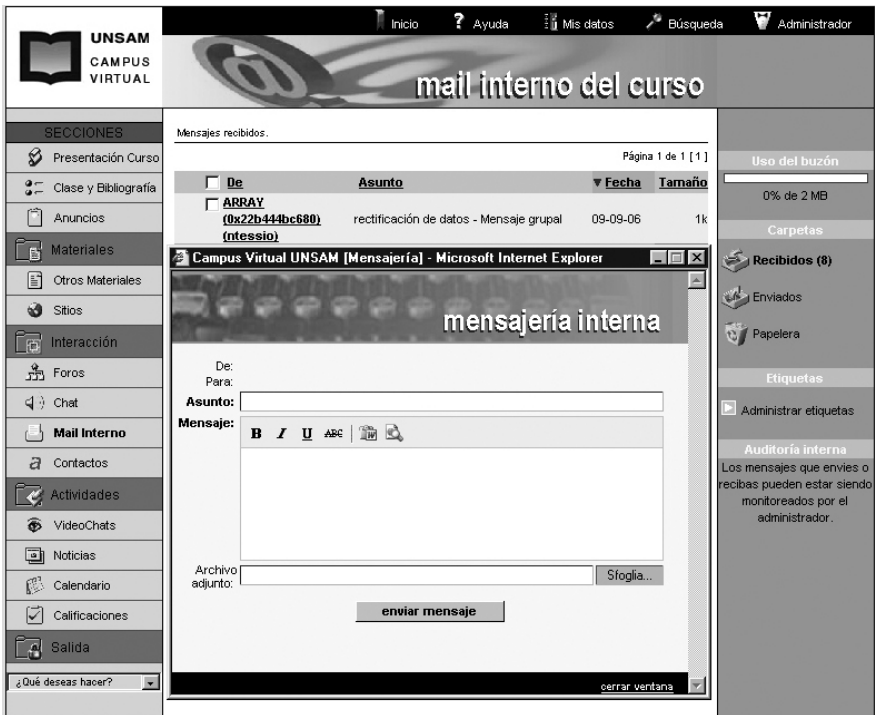 UNSAM
CAMPUS
VIRTUAL
Inicio
? Ayuda
Mis datos
Búsqueda
Administrador
mail interno del curso
SECCIONES
Presentación Curso
Clase y Bibliografía
Anuncios
Materiales
Otros Materiales
Sitios
Interacción
Foros
Chat
Mail Interno
Contactos
Actividades
VideoChats
Noticias
Calendario
Calificaciones
Salida
¿Qué deseas hacer?
Mensajes recibidos.
Página 1 de 1 [ 1 ]
De Asunto Fecha Tamaño
ARRAY
(0x22b444bc680) rectificación de datos - Mensaje grupal 09-09-06 1k
(ntessio)
Campus Virtual UNSAM [Mensajería] - Microsoft Internet Explorer
mensajería interna
De:
Para:
Asunto:
Mensaje:
B I U ABC
Archivo
adjunto:
Sfoglia...
enviar mensaje
cerrar ventana
Uso del buzón
0% de 2 MB
Carpetas
Recibidos (8)
Enviados
Papelera
Etiquetas
Administrar etiquetas
Auditoría interna
Los mensajes que envies o
recibas pueden estar siendo
monitoreados por el
administrador.